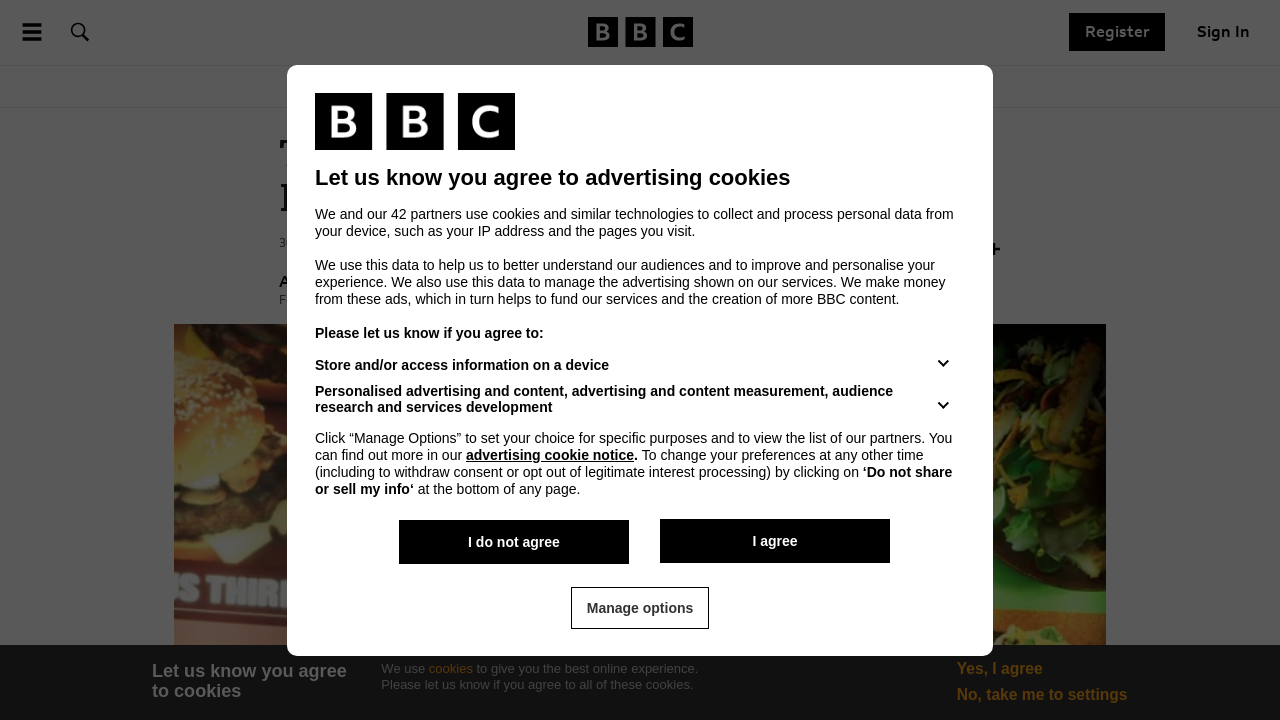 BBC
Register
Sign In
BBC
Let us know you agree to advertising cookies
We and our 42 partners use cookies and similar technologies to collect and process personal data from
your device, such as your IP address and the pages you visit.
We use this data to help us to better understand our audiences and to improve and personalise your
experience. We also use this data to manage the advertising shown on our services. We make money
from these ads, which in turn helps to fund our services and the creation of more BBC content.
Please let us know if you agree to:
Store and/or access information on a device
Personalised advertising and content, advertising and content measurement, audience
research and services development
Click “Manage Options” to set your choice for specific purposes and to view the list of our partners. You
can find out more in our advertising cookie notice. To change your preferences at any other time
(including to withdraw consent or opt out of legitimate interest processing) by clicking on ‘Do not share
or sell my info‘ at the bottom of any page.
I do not agree
I agree
Manage options
Let us know you agree
to cookies
We use cookies to give you the best online experience.
Please let us know if you agree to all of these cookies.
Yes, I agree
No, take me to settings